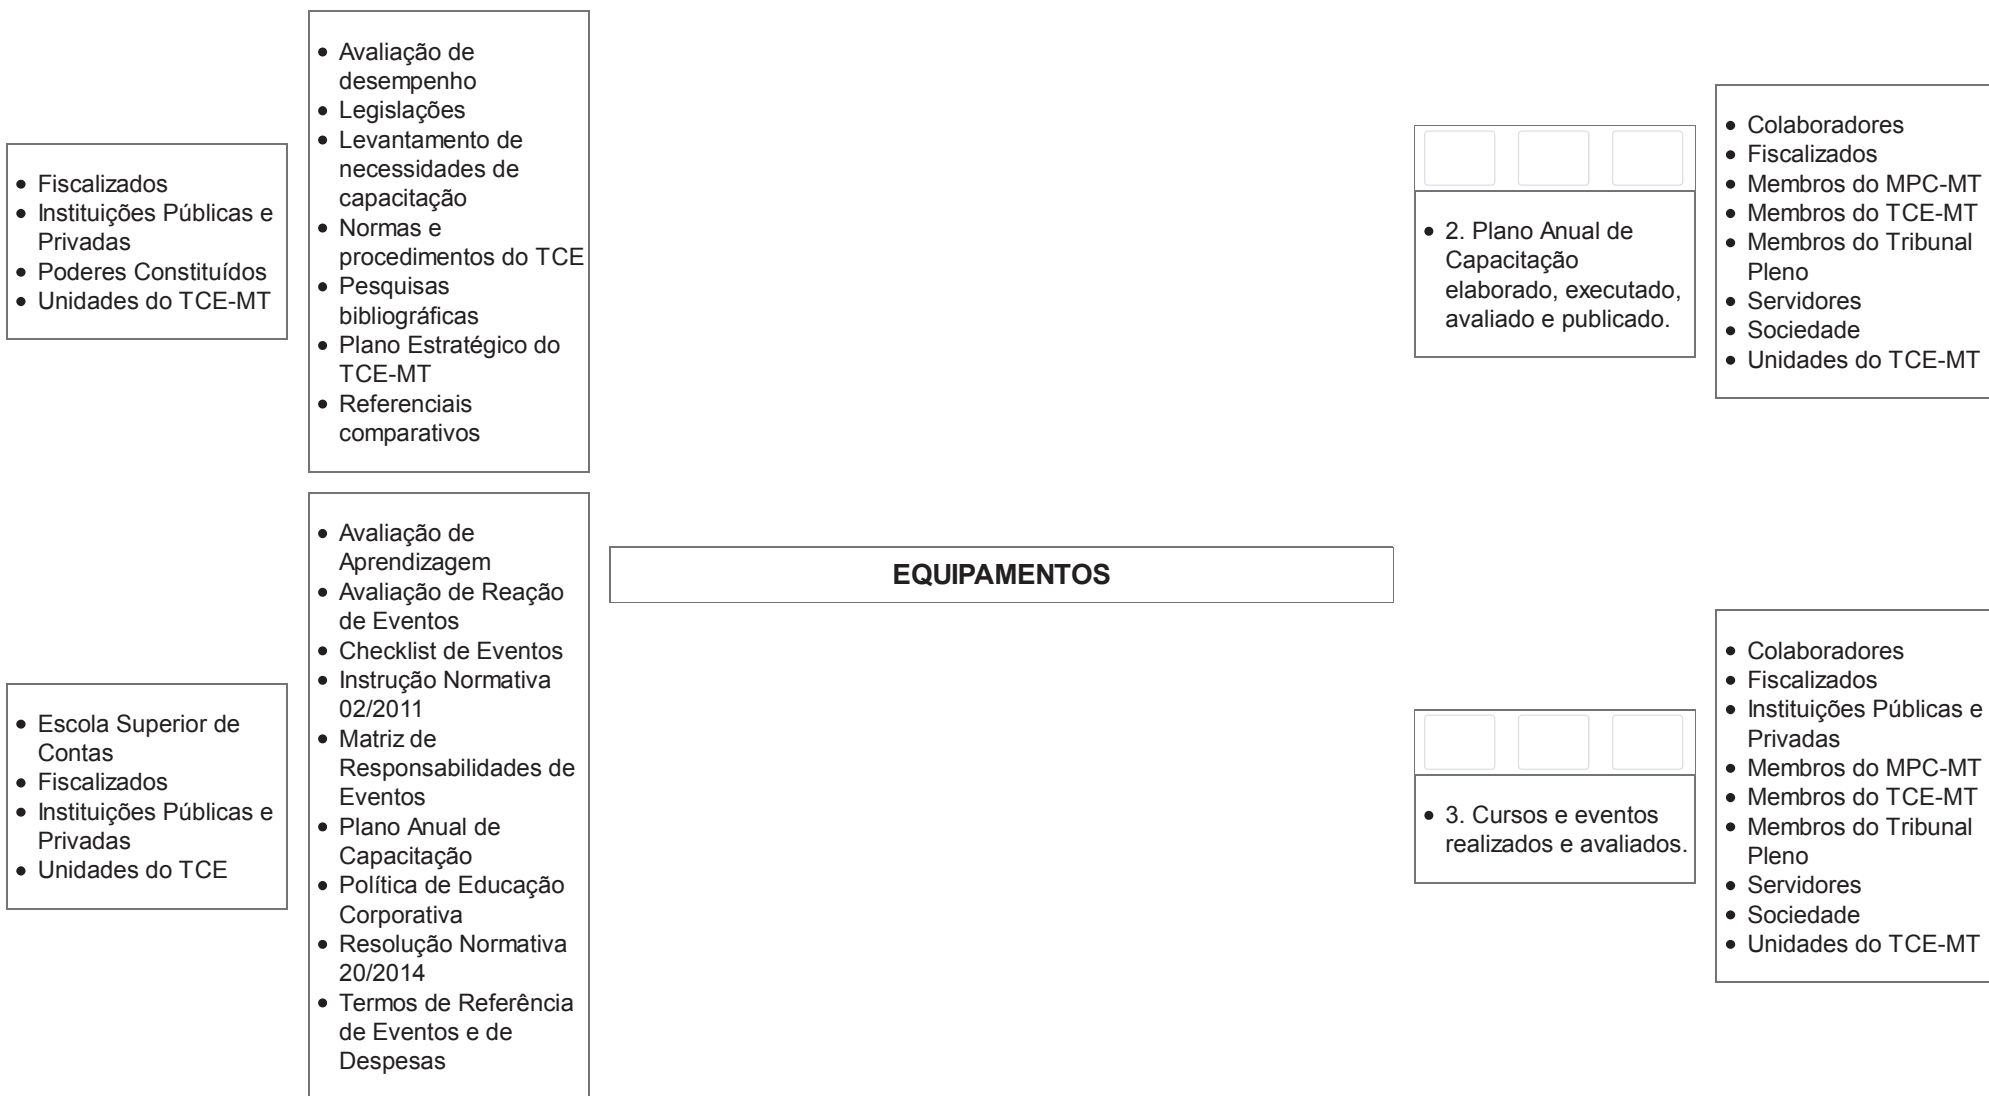 • Fiscalizados
• Instituições Públicas e
Privadas
• Poderes Constituídos
• Unidades do TCE-MT
• Avaliação de
desempenho
• Legislações
• Levantamento de
necessidades de
capacitação
• Normas e
procedimentos do TCE
• Pesquisas
bibliográficas
• Plano Estratégico do
TCE-MT
• Referenciais
comparativos
• 2. Plano Anual de
Capacitação
elaborado, executado,
avaliado e publicado.
• Colaboradores
• Fiscalizados
• Membros do MPC-MT
• Membros do TCE-MT
• Membros do Tribunal
Pleno
• Servidores
• Sociedade
• Unidades do TCE-MT
• Escola Superior de
Contas
• Fiscalizados
• Instituições Públicas e
Privadas
• Unidades do TCE
• Avaliação de
Aprendizagem
• Avaliação de Reação
de Eventos
• Checklist de Eventos
• Instrução Normativa
02/2011
• Matriz de
Responsabilidades de
Eventos
• Plano Anual de
Capacitação
• Política de Educação
Corporativa
• Resolução Normativa
20/2014
• Termos de Referência
de Eventos e de
Despesas
EQUIPAMENTOS
• 3. Cursos e eventos
realizados e avaliados.
• Colaboradores
• Fiscalizados
• Instituições Públicas e
Privadas
• Membros do MPC-MT
• Membros do TCE-MT
• Membros do Tribunal
Pleno
• Servidores
• Sociedade
• Unidades do TCE-MT